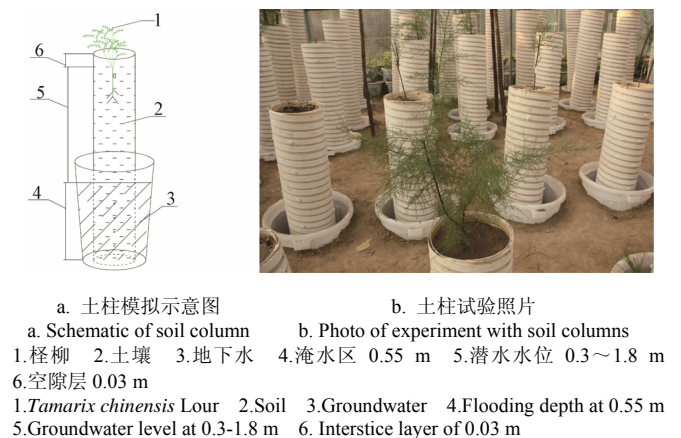 1
6
5
2
4
3
a. 土柱模拟示意图 b. 土柱试验照片
a. Schematic of soil column b. Photo of experiment with soil columns
1.柽柳 2.土壤 3.地下水 4.淹水区 0.55 m 5.潜水水位 0.3～1.8 m
6.空隙层 0.03 m
1.Tamarix chinensis Lour 2.Soil 3.Groundwater 4.Flooding depth at 0.55 m
5.Groundwater level at 0.3-1.8 m 6. Interstice layer of 0.03 m